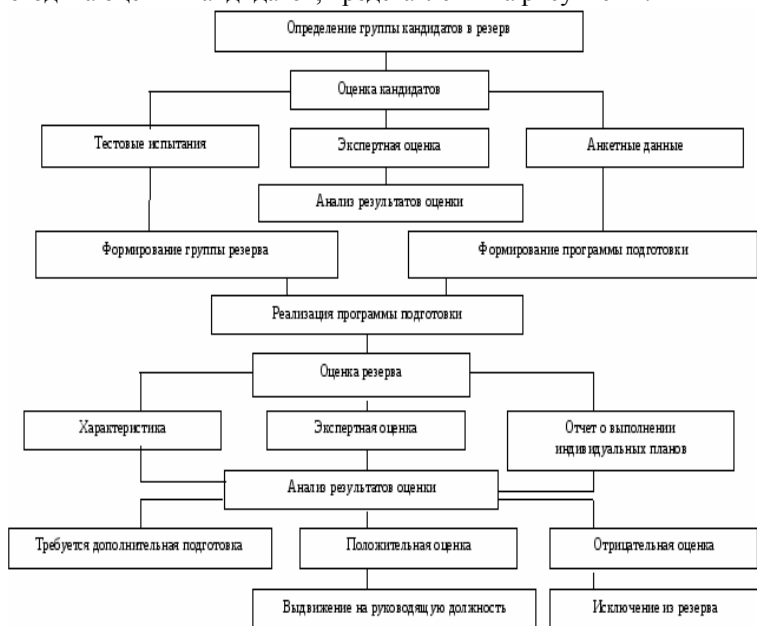 Определение группы кандидатов в резерв
Оценка кандидатов
Тестовые испытания
Экспертная оценка
Анкетные данные
Анализ результатов оценки
Формирование группы резерва
Формирование программы подготовки
Реализация программы подготовки
Оценка резерва
Характеристика
Экспертная оценка
Отчет о выполнении
индивидуальных планов
Анализ результатов оценки
Требуется дополнительная подготовка
Положительная оценка
Отрицательная оценка
Выдвижение на руководящую должность
Исключение из резерва